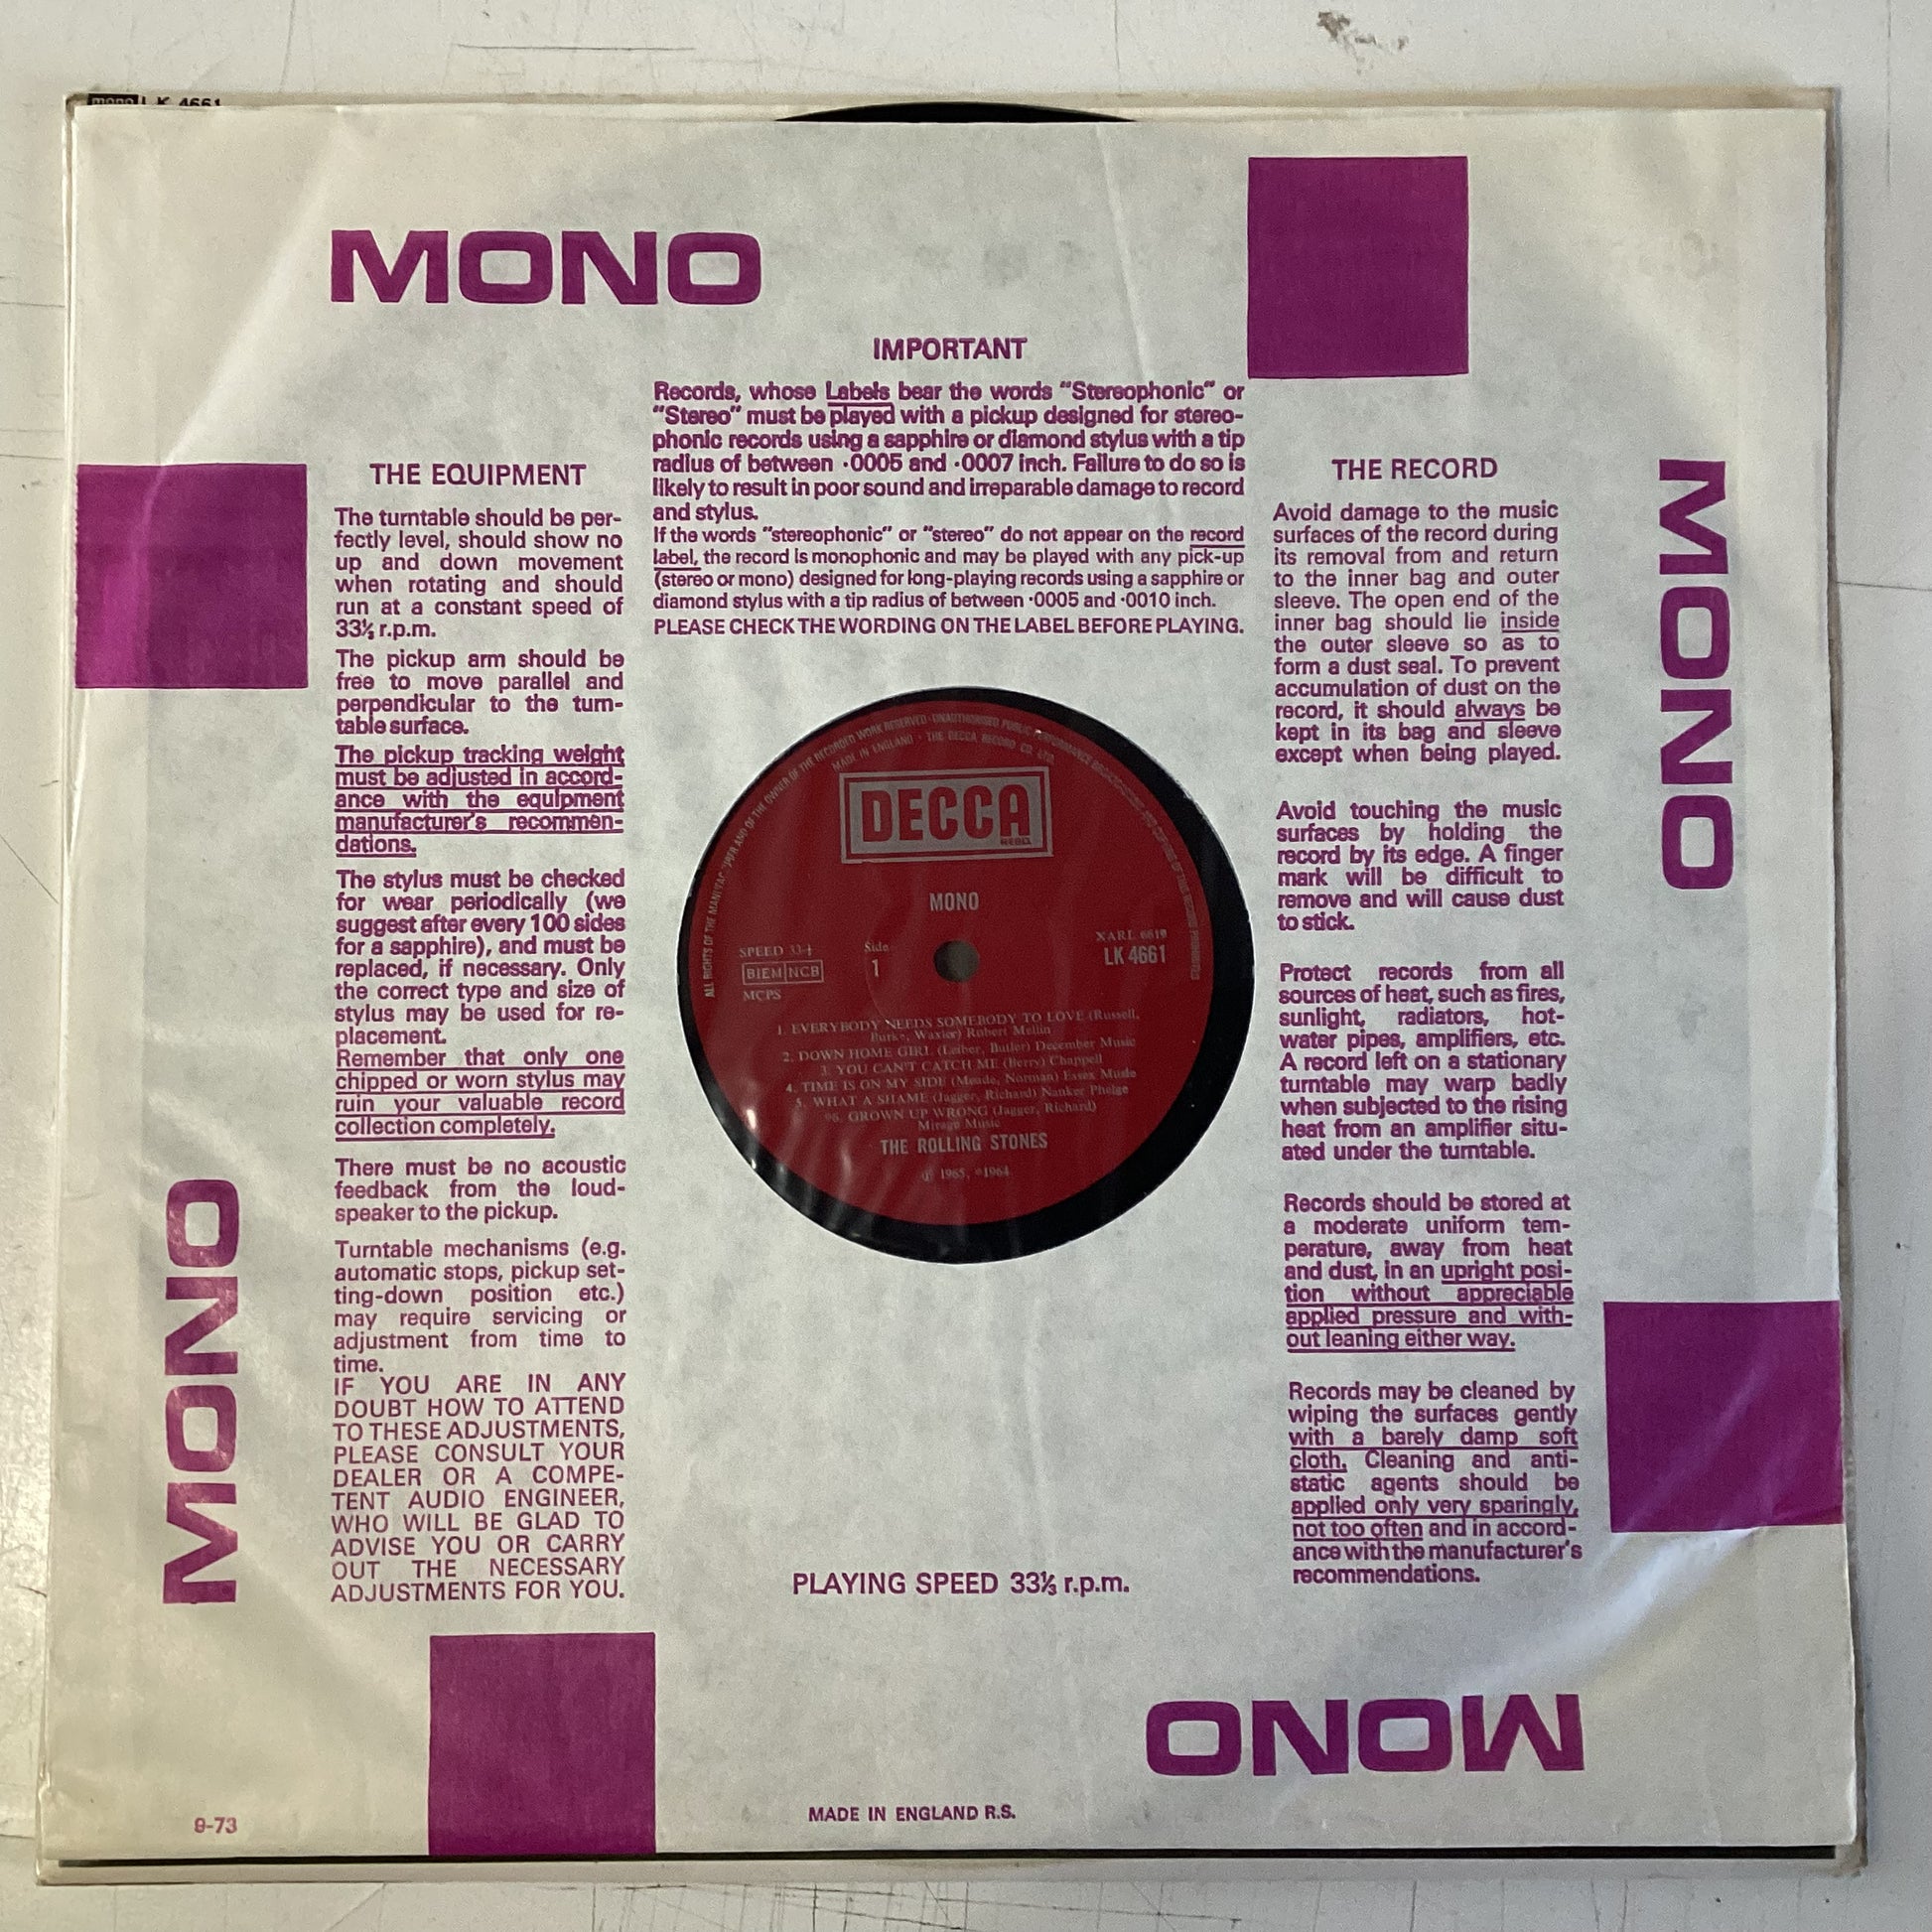 mono LK 4661
MONO
IMPORTANT
Records, whose Labels bear the words "Stereophonic" or
"Stereo" must be played with a pickup designed for stereo-
phonic records using a sapphire or diamond stylus with a tip
radius of between ·0005 and ·0007 inch. Failure to do so is
likely to result in poor sound and irreparable damage to record
and stylus.
If the words "stereophonic" or "stereo" do not appear on the record
label, the record is monophonic and may be played with any pick-up
(stereo or mono) designed for long-playing records using a sapphire or
diamond stylus with a tip radius of between ·0005 and ·0010 inch.
PLEASE CHECK THE WORDING ON THE LABEL BEFORE PLAYING.
THE EQUIPMENT
The turntable should be per-
fectly level, should show no
up and down movement
when rotating and should
run at a constant speed of
33⅓ r.p.m.
The pickup arm should be
free to move parallel and
perpendicular to the turn-
table surface.
The pickup tracking weight
must be adjusted in accord-
ance with the equipment
manufacturer's recommen-
dations.
The stylus must be checked
for wear periodically (we
suggest after every 100 sides
for a sapphire), and must be
replaced, if necessary. Only
the correct type and size of
stylus may be used for re-
placement.
Remember that only one
chipped or worn stylus may
ruin your valuable record
collection completely.
There must be no acoustic
feedback from the loud-
speaker to the pickup.
Turntable mechanisms (e.g.
automatic stops, pickup set-
ting-down position etc.)
may require servicing or
adjustment from time to
time.
IF YOU ARE IN ANY
DOUBT HOW TO ATTEND
TO THESE ADJUSTMENTS,
PLEASE CONSULT YOUR
DEALER OR A COMPE-
TENT AUDIO ENGINEER,
WHO WILL BE GLAD TO
ADVISE YOU OR CARRY
OUT THE NECESSARY
ADJUSTMENTS FOR YOU.
MONO
THE RECORD
Avoid damage to the music
surfaces of the record during
its removal from and return
to the inner bag and outer
sleeve. The open end of the
inner bag should lie inside
the outer sleeve so as to
form a dust seal. To prevent
accumulation of dust on the
record, it should always be
kept in its bag and sleeve
except when being played.
Avoid touching the music
surfaces by holding the
record by its edge. A finger
mark will be difficult to
remove and will cause dust
to stick.
Protect records from all
sources of heat, such as fires,
sunlight, radiators, hot-
water pipes, amplifiers, etc.
A record left on a stationary
turntable may warp badly
when subjected to the rising
heat from an amplifier situ-
ated under the turntable.
Records should be stored at
a moderate uniform tem-
perature, away from heat
and dust, in an upright posi-
tion without appreciable
applied pressure and with-
out leaning either way.
Records may be cleaned by
wiping the surfaces gently
with a barely damp soft
cloth. Cleaning and anti-
static agents should be
applied only very sparingly,
not too often and in accord-
ance with the manufacturer's
recommendations.
MONO
ALL RIGHTS OF THE OWNER OF THE RECORDED WORK RESERVED · UNAUTHORISED PUBLIC PERFORMANCE
MADE IN ENGLAND · THE DECCA RECORD CO. LTD.
DECCA
MONO
SPEED 33⅓
BIEM NCB
MCPS
Side
1
XARL 6619
LK 4661
1. EVERYBODY NEEDS SOMEBODY TO LOVE (Russell,
Burke, Waxler) Robert Mellin
2. DOWN HOME GIRL (Leiber, Butler) December Music
3. YOU CAN'T CATCH ME (Berry) Chappell
4. TIME IS ON MY SIDE (Meade, Norman) Essex Music
5. WHAT A SHAME (Jagger, Richard) Nanker Phelge
*6. GROWN UP WRONG (Jagger, Richard)
Mirage Music
THE ROLLING STONES
℗ 1965, *1964
PLAYING SPEED 33⅓ r.p.m.
MONO
9-73
MADE IN ENGLAND R.S.